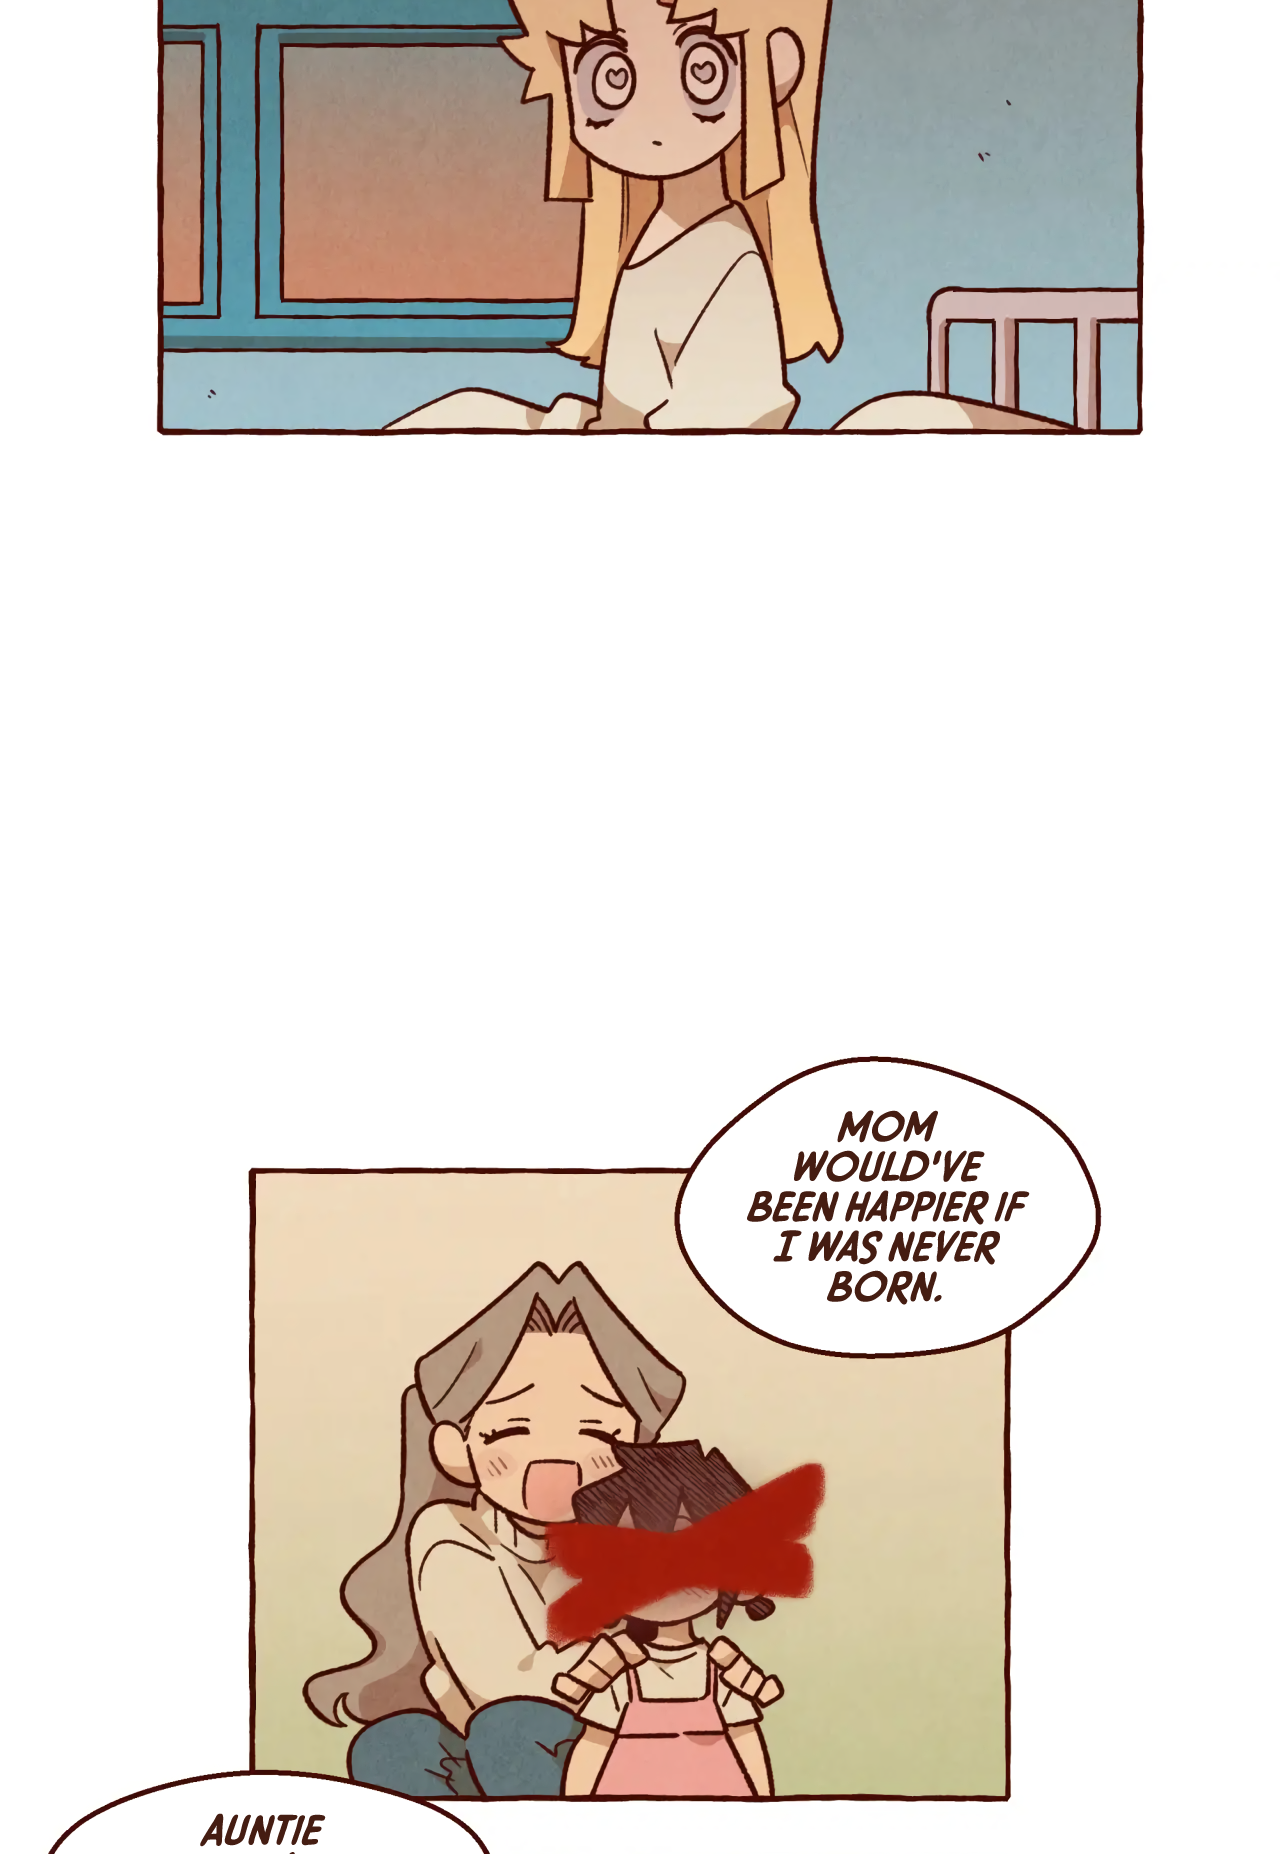 MOM
WOULD'VE
BEEN HAPPIER IF
I WAS NEVER
BORN.
AUNTIE